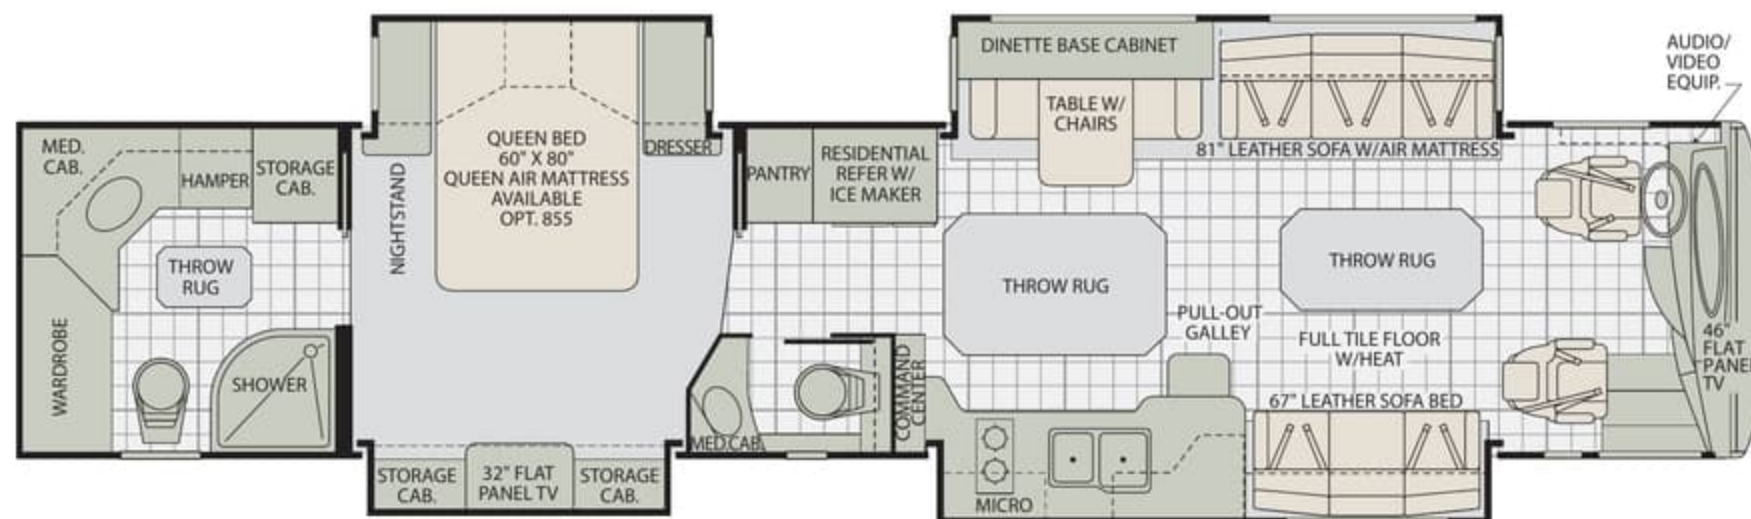 MED.
CAB.
HAMPER
STORAGE
CAB.
THROW
RUG
WARDROBE
SHOWER
NIGHTSTAND
QUEEN BED
60" X 80"
QUEEN AIR MATTRESS
AVAILABLE
OPT. 855
DRESSER
STORAGE
CAB.
32" FLAT
PANEL TV
STORAGE
CAB.
PANTRY
RESIDENTIAL
REFER W/
ICE MAKER
MED.CAB.
COMMAND
CENTER
DINETTE BASE CABINET
TABLE W/
CHAIRS
81" LEATHER SOFA W/AIR MATTRESS
THROW RUG
THROW RUG
PULL-OUT
GALLEY
FULL TILE FLOOR
W/HEAT
67" LEATHER SOFA BED
MICRO
AUDIO/
VIDEO
EQUIP.
46"
FLAT
PANEL
TV